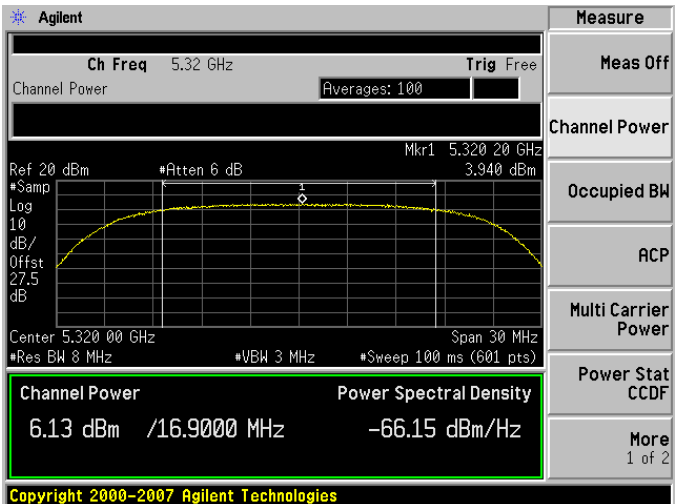 Agilent
Measure
Ch Freq 5.32 GHz Trig Free
Channel Power Averages: 100
Mkr1 5.320 20 GHz
Ref 20 dBm #Atten 6 dB 3.940 dBm
#Samp
Log
10
dB/
Offst
27.5
dB
1
Center 5.320 00 GHz Span 30 MHz
#Res BW 8 MHz #VBW 3 MHz #Sweep 100 ms (601 pts)
Channel Power Power Spectral Density
6.13 dBm /16.9000 MHz -66.15 dBm/Hz
Copyright 2000-2007 Agilent Technologies
Meas Off
Channel Power
Occupied BW
ACP
Multi Carrier
Power
Power Stat
CCDF
More
1 of 2